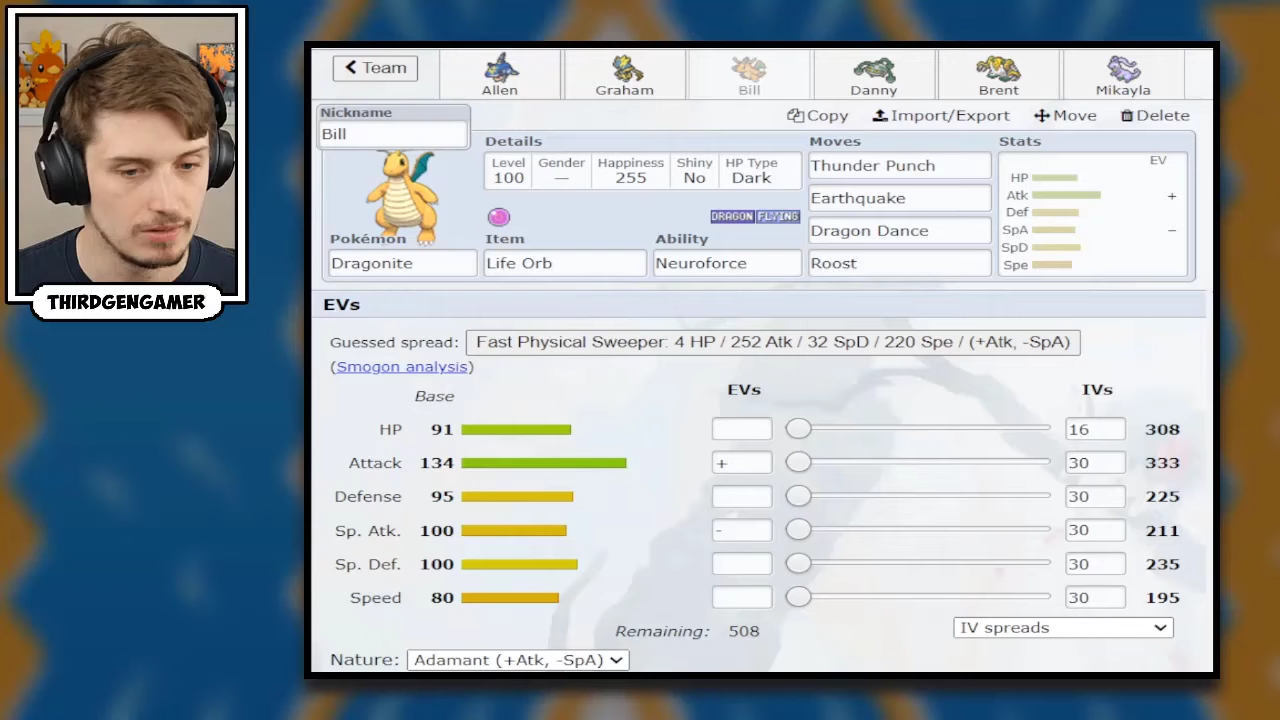 THIRDGENGAMER
Team
Allen
Graham
Bill
Danny
Brent
Mikayla
Copy
Import/Export
Move
Delete
Nickname
Bill
Details
Level
100
Gender
—
Happiness
255
Shiny
No
HP Type
Dark
DRAGON FLYING
Pokémon
Dragonite
Item
Life Orb
Ability
Neuroforce
Moves
Thunder Punch
Earthquake
Dragon Dance
Roost
Stats
EV
HP
Atk +
Def
SpA −
SpD
Spe
EVs
Guessed spread: Fast Physical Sweeper: 4 HP / 252 Atk / 32 SpD / 220 Spe / (+Atk, -SpA)
(Smogon analysis)
Base EVs IVs
HP 91 16 308
Attack 134 + 30 333
Defense 95 30 225
Sp. Atk. 100 - 30 211
Sp. Def. 100 30 235
Speed 80 30 195
Remaining: 508
IV spreads
Nature: Adamant (+Atk, -SpA)